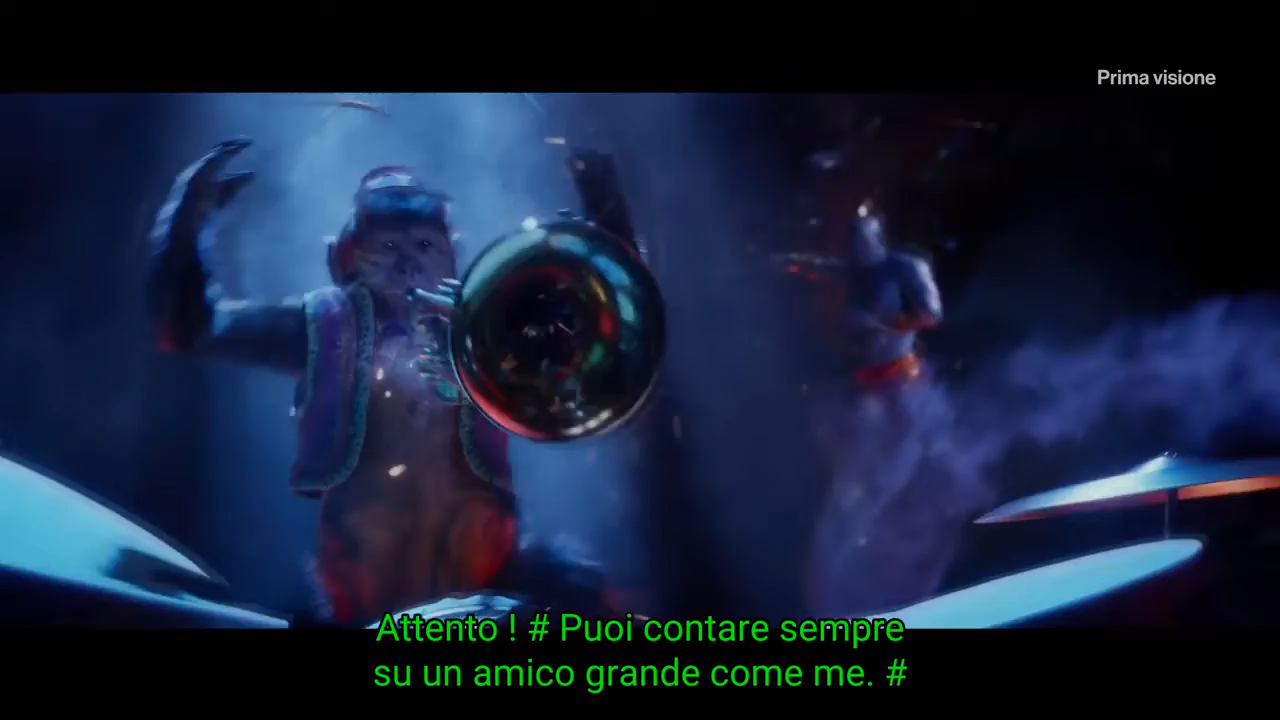 Prima visione
Attento ! # Puoi contare sempre
su un amico grande come me. #